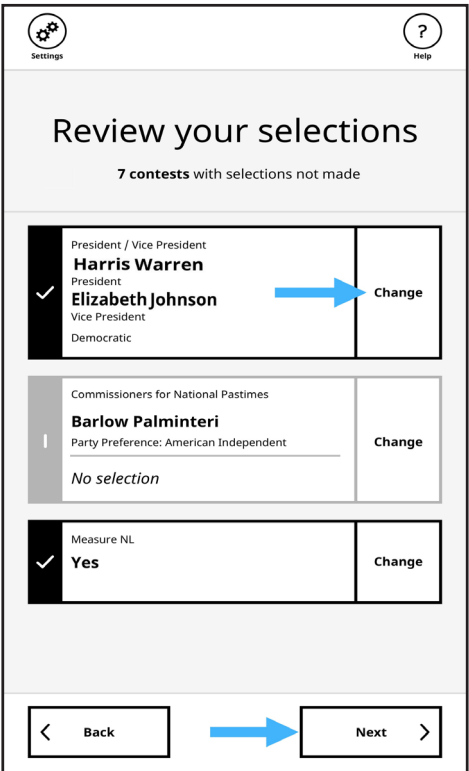 Settings
?
Help
Review your selections
7 contests with selections not made
President / Vice President
Harris Warren
President
Elizabeth Johnson
Vice President
Democratic
Change
Commissioners for National Pastimes
Barlow Palminteri
Party Preference: American Independent
No selection
Change
Measure NL
Yes
Change
Back
Next